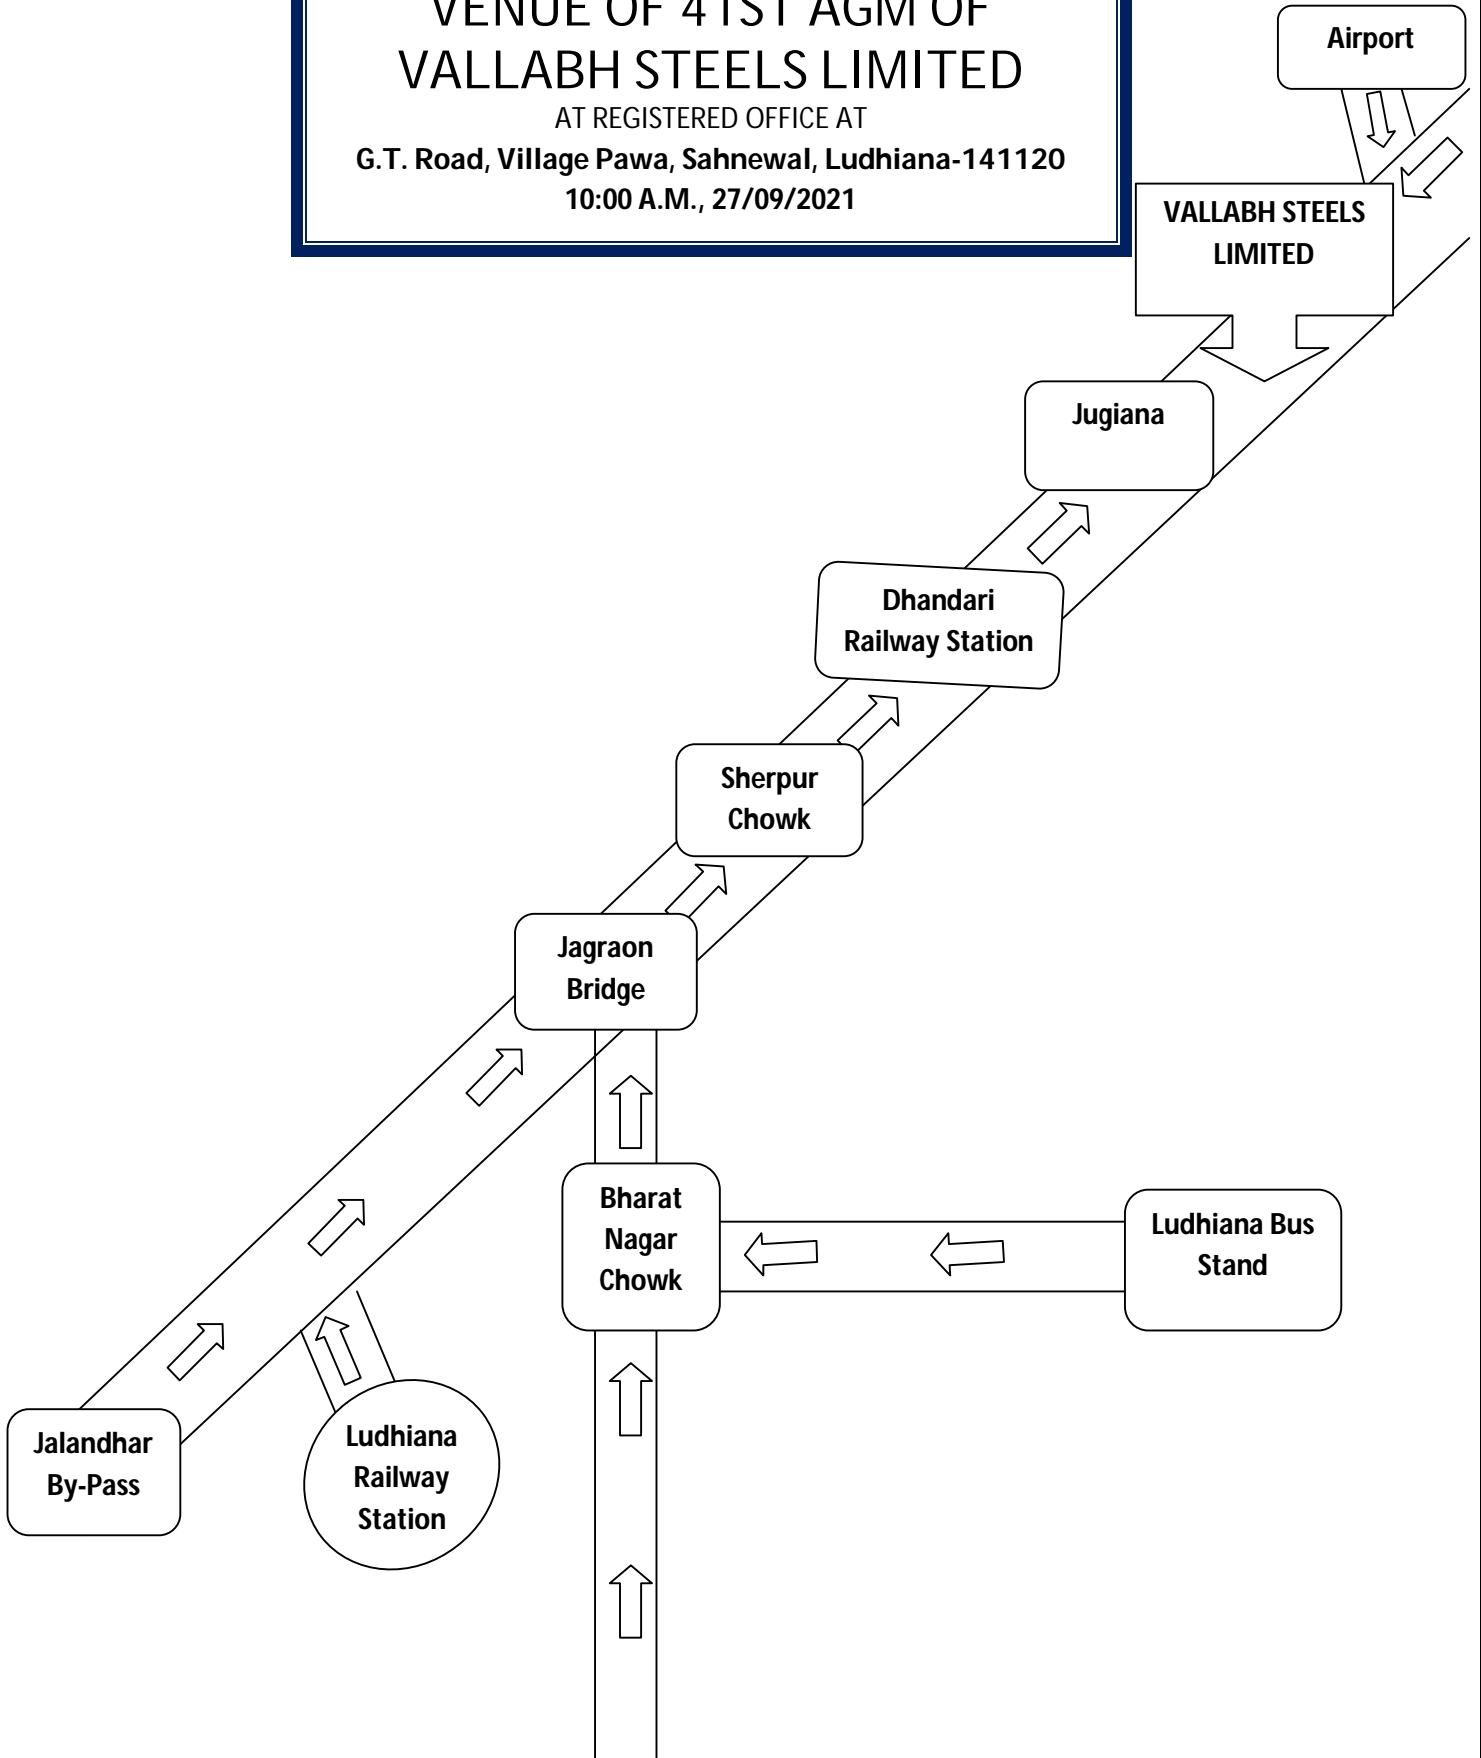 VENUE OF 41ST AGM OF
VALLABH STEELS LIMITED
AT REGISTERED OFFICE AT
G.T. Road, Village Pawa, Sahnewal, Ludhiana-141120
10:00 A.M., 27/09/2021
Airport
VALLABH STEELS
LIMITED
Jugiana
Dhandari
Railway Station
Sherpur
Chowk
Jagraon
Bridge
Bharat
Nagar
Chowk
Ludhiana Bus
Stand
Jalandhar
By-Pass
Ludhiana
Railway
Station